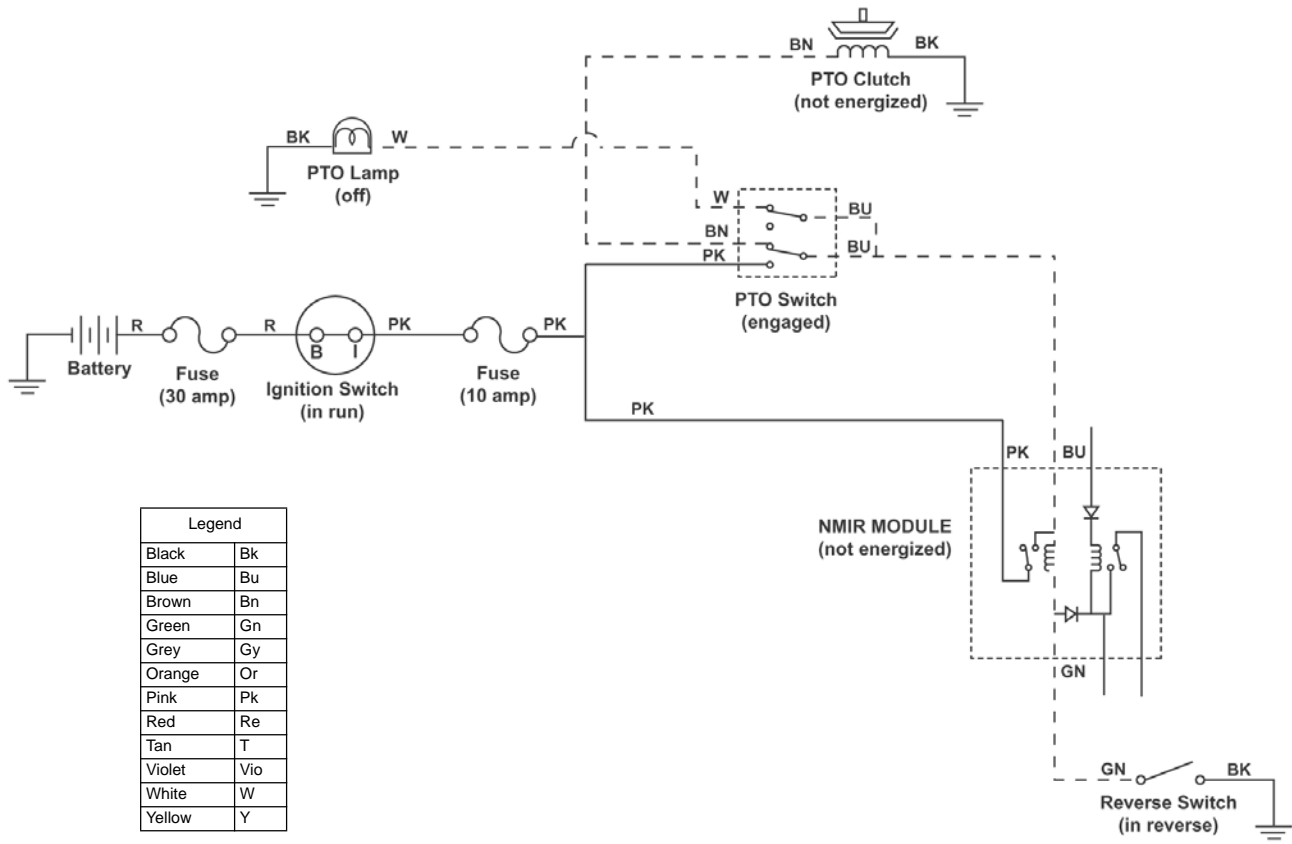 BN
BK
PTO Clutch
(not energized)
BK
W
PTO Lamp
(off)
W
BU
BN
BU
PK
PTO Switch
(engaged)
R
R
PK
PK
B
I
Battery
Fuse
(30 amp)
Ignition Switch
(in run)
Fuse
(10 amp)
PK
PK
BU
NMIR MODULE
(not energized)
GN
GN
BK
Reverse Switch
(in reverse)
Legend
Black Bk
Blue Bu
Brown Bn
Green Gn
Grey Gy
Orange Or
Pink Pk
Red Re
Tan T
Violet Vio
White W
Yellow Y